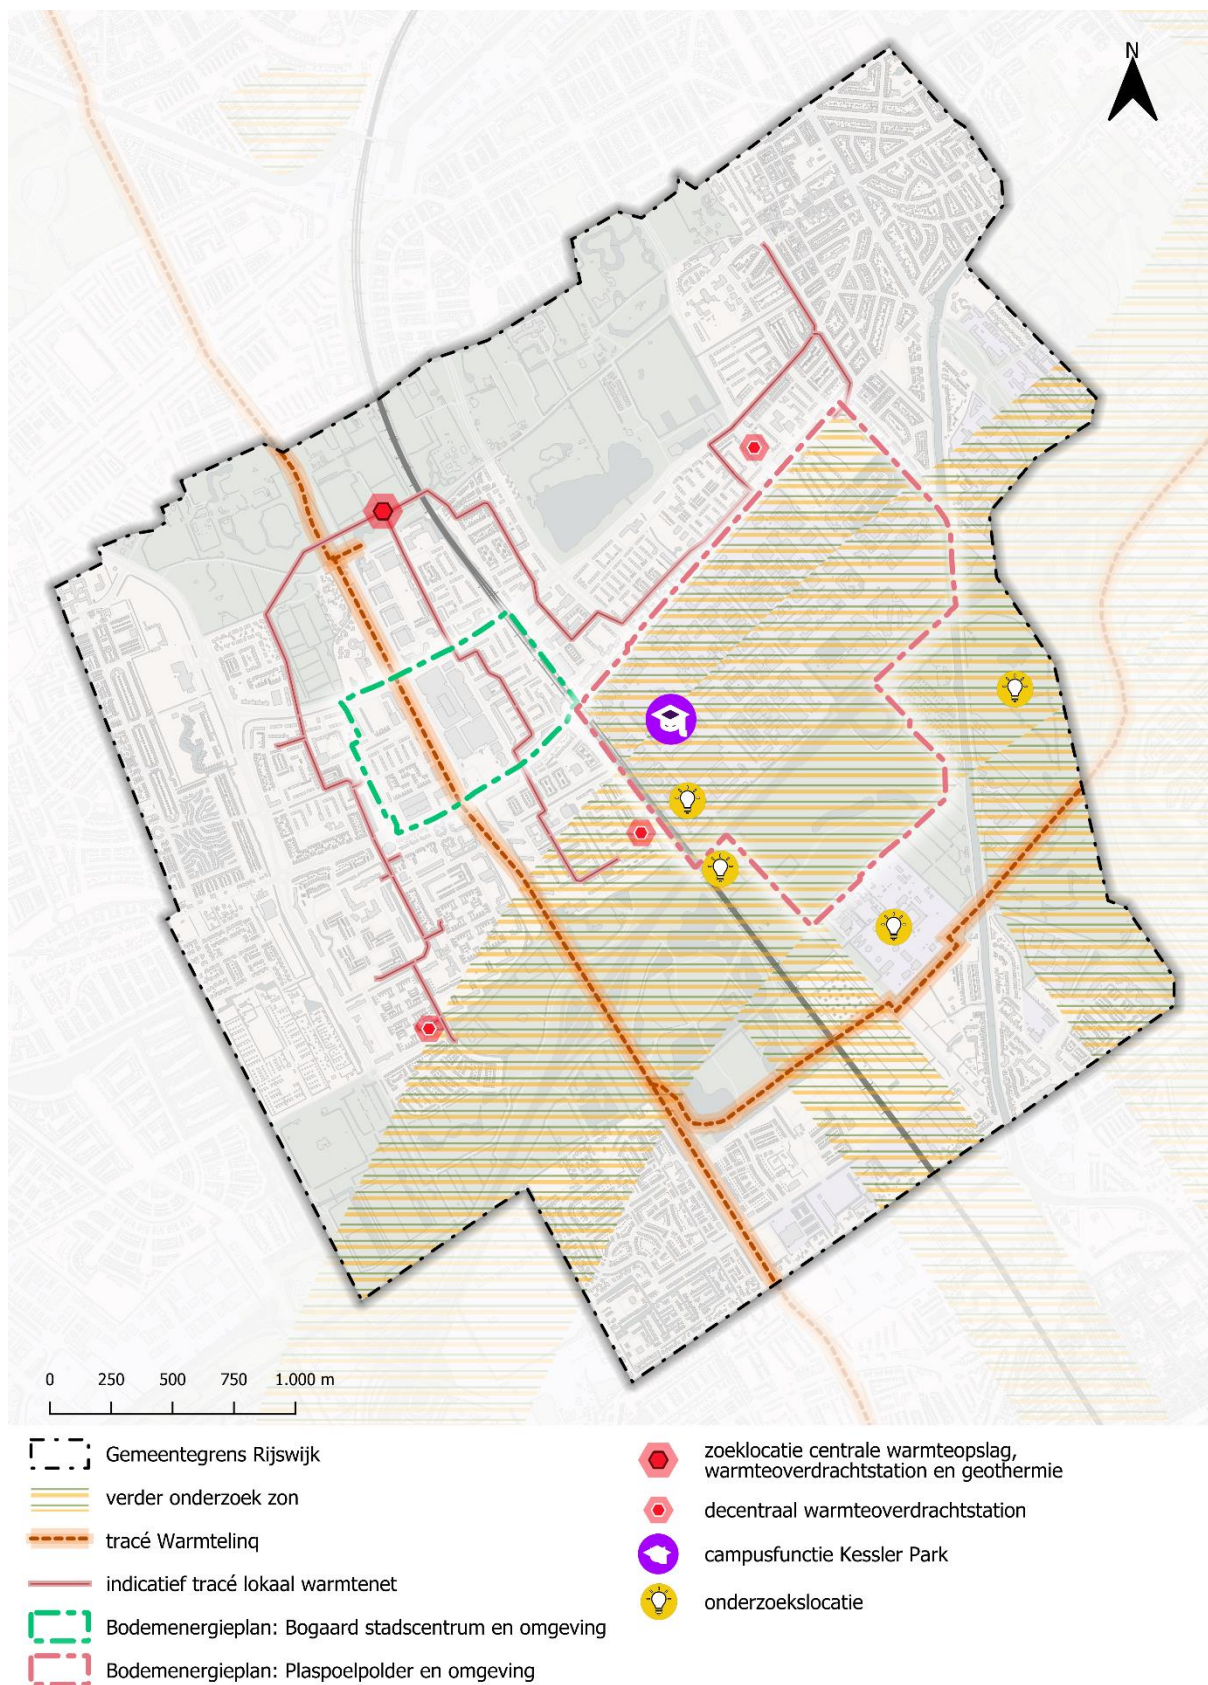 N
0 250 500 750 1.000 m
Gemeentegrens Rijswijk
verder onderzoek zon
tracé Warmtelinq
indicatief tracé lokaal warmtenet
Bodemenergieplan: Bogaard stadscentrum en omgeving
Bodemenergieplan: Plaspoelpolder en omgeving
zoeklocatie centrale warmteopslag,
warmteoverdrachtstation en geothermie
decentraal warmteoverdrachtstation
campusfunctie Kessler Park
onderzoekslocatie